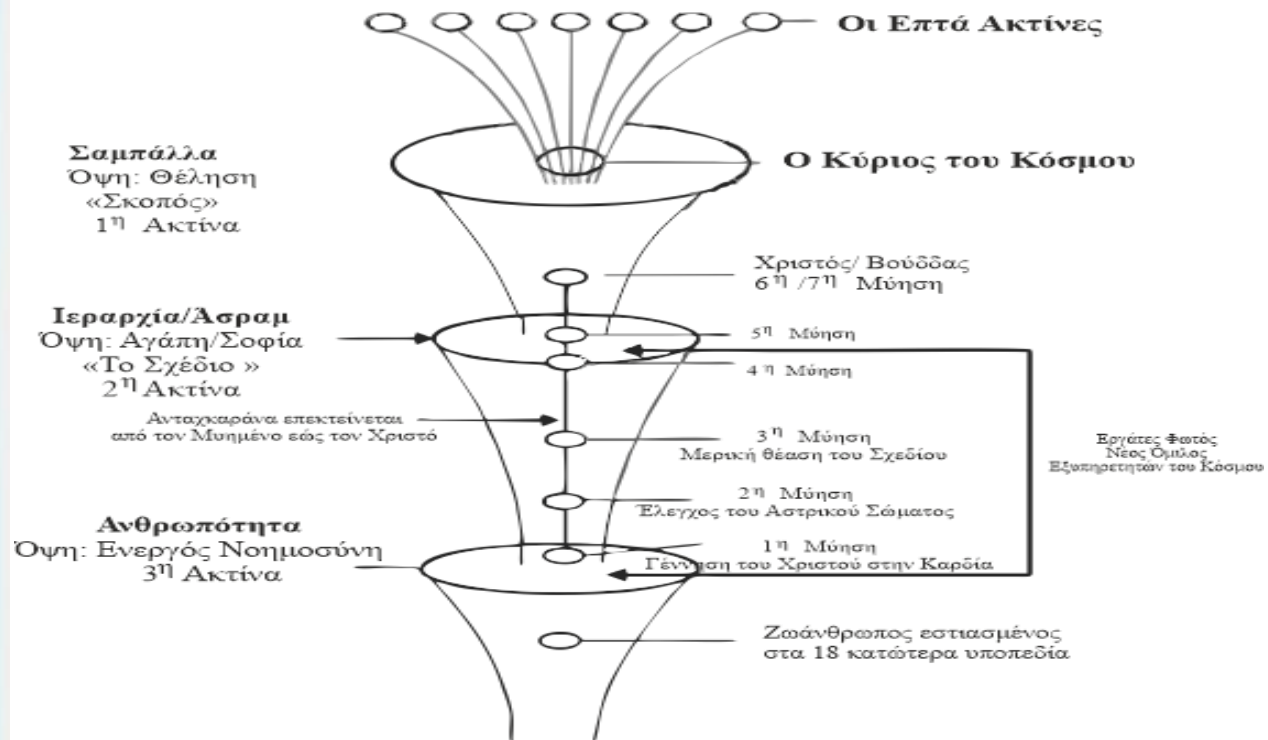 Οι Επτά Ακτίνες
Σαμπάλλα
Όψη: Θέληση
«Σκοπός»
1η Ακτίνα
Ο Κύριος του Κόσμου
Χριστός/ Βούδδας
6η /7η Μύηση
Ιεραρχία/Άσραμ
Όψη: Αγάπη/Σοφία
«Το Σχέδιο »
2η Ακτίνα
5η Μύηση
4η Μύηση
Ανταχκαράνα επεκτείνεται
από τον Μυημένο εώς τον Χριστό
3η Μύηση
Μερική θέαση του Σχεδίου
Εργάτες Φωτός
Νέος Όμιλος
Εξυπηρετητών του Κόσμου
2η Μύηση
Έλεγχος του Αστρικού Σώματος
Ανθρωπότητα
Όψη: Ενεργός Νοημοσύνη
3η Ακτίνα
1η Μύηση
Γέννηση του Χριστού στην Καρδία
Ζωάνθρωπος εστιασμένος
στα 18 κατώτερα υποπεδία